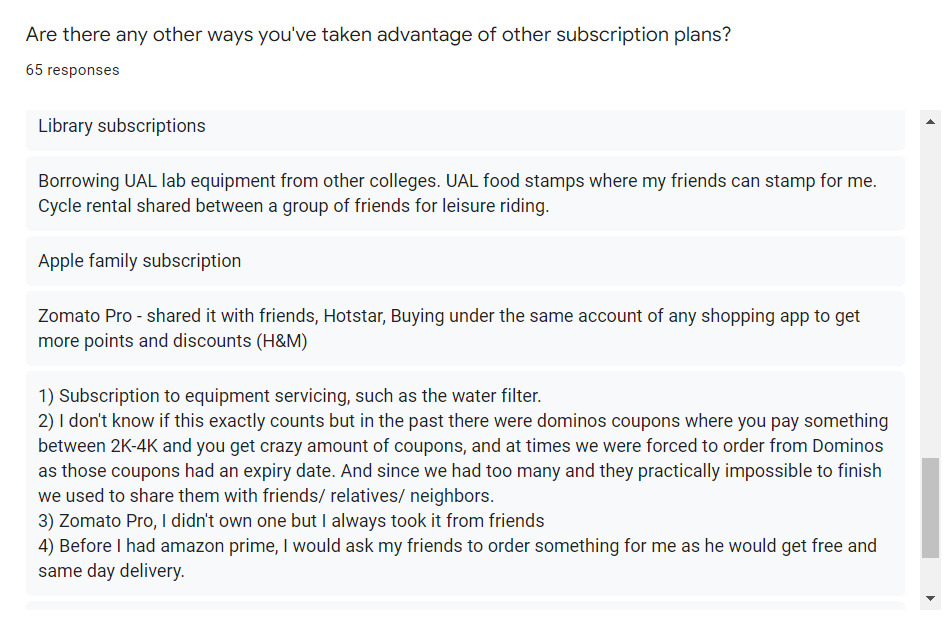 Are there any other ways you've taken advantage of other subscription plans?
65 responses
Library subscriptions
Borrowing UAL lab equipment from other colleges. UAL food stamps where my friends can stamp for me.
Cycle rental shared between a group of friends for leisure riding.
Apple family subscription
Zomato Pro - shared it with friends, Hotstar, Buying under the same account of any shopping app to get
more points and discounts (H&M)
1) Subscription to equipment servicing, such as the water filter.
2) I don't know if this exactly counts but in the past there were dominos coupons where you pay something
between 2K-4K and you get crazy amount of coupons, and at times we were forced to order from Dominos
as those coupons had an expiry date. And since we had too many and they practically impossible to finish
we used to share them with friends/ relatives/ neighbors.
3) Zomato Pro, I didn't own one but I always took it from friends
4) Before I had amazon prime, I would ask my friends to order something for me as he would get free and
same day delivery.